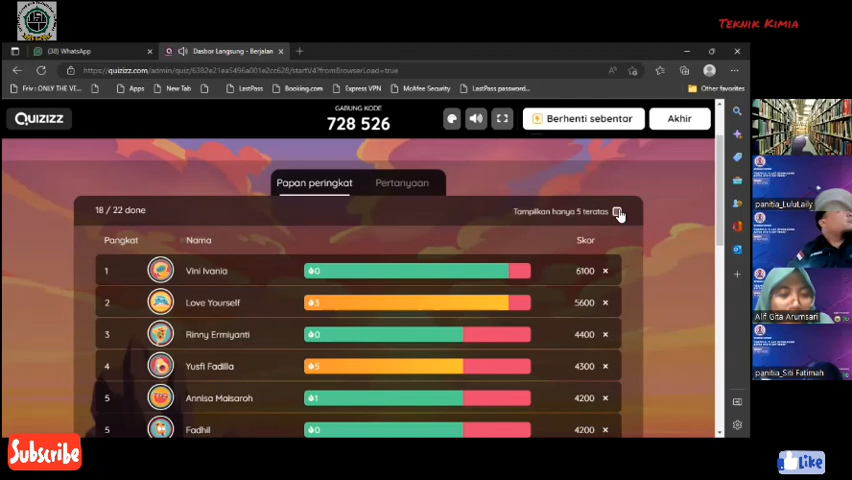 TEKNIK KIMIA
(38) WhatsApp
Dasbor Langsung - Berjalan
https://quizizz.com/admin/quiz/6382e21ea5496a001e2cc628/startV4?fromBrowserLoad=true
Friv : ONLY THE VE...
Apps
New Tab
LastPass
Booking.com
Express VPN
McAfee Security
LastPass password...
Other favorites
QUIZIZZ
GABUNG KODE
728 526
Berhenti sebentar
Akhir
Papan peringkat
Pertanyaan
18 / 22 done
Tampilkan hanya 5 teratas
Pangkat
Nama
Skor
1
Vini Ivania
0
6100
2
Love Yourself
3
5600
3
Rinny Ermiyanti
0
4400
4
Yusfi Fadilla
5
4300
5
Annisa Maisaroh
1
4200
5
Fadhil
0
4200
panitia_LuluLaily
Alif Gita Arumsari
panitia_Siti Fatimah
Subscribe
Like